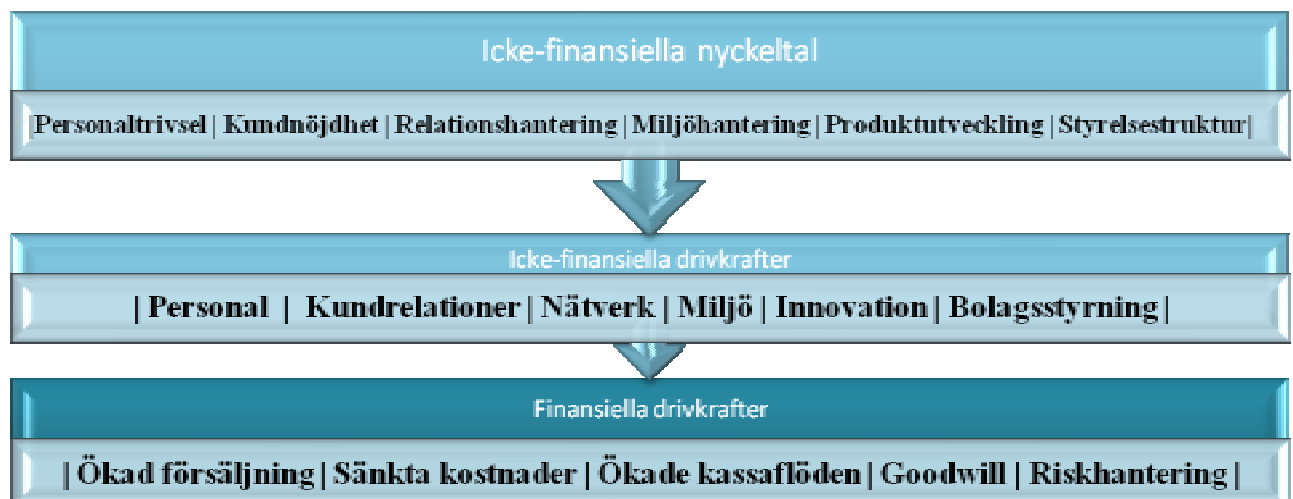 Icke-finansiella nyckeltal
|Personaltrivsel| Kundnöjdhet| Relationshantering| Miljöhantering| Produktutveckling| Styrelsestruktur|
Icke-finansiella drivkrafter
| Personal | Kundrelationer| Nätverk| Miljö| Innovation| Bolagsstyrning|
Finansiella drivkrafter
| Ökad försäljning| Sänkta kostnader| Ökade kassaflöden| Goodwill| Riskhantering|